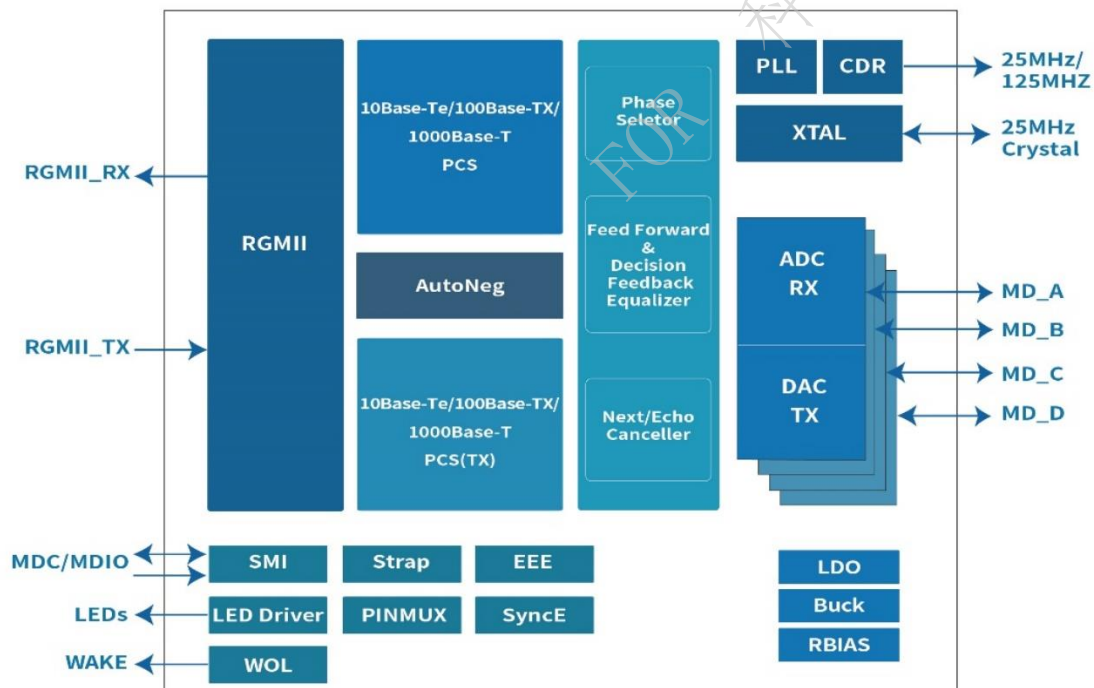 PLL
CDR
25MHz/
125MHZ
XTAL
25MHz
Crystal
10Base-Te/100Base-TX/
1000Base-T
PCS
Phase
Seletor
FOR
科
RGMII_RX
RGMII
AutoNeg
Feed Forward
&
Decision
Feedback
Equalizer
ADC
RX
MD_A
MD_B
RGMII_TX
10Base-Te/100Base-TX/
1000Base-T
PCS(TX)
Next/Echo
Canceller
DAC
TX
MD_C
MD_D
MDC/MDIO
SMI
Strap
EEE
LDO
LEDs
LED Driver
PINMUX
SyncE
Buck
WAKE
WOL
RBIAS